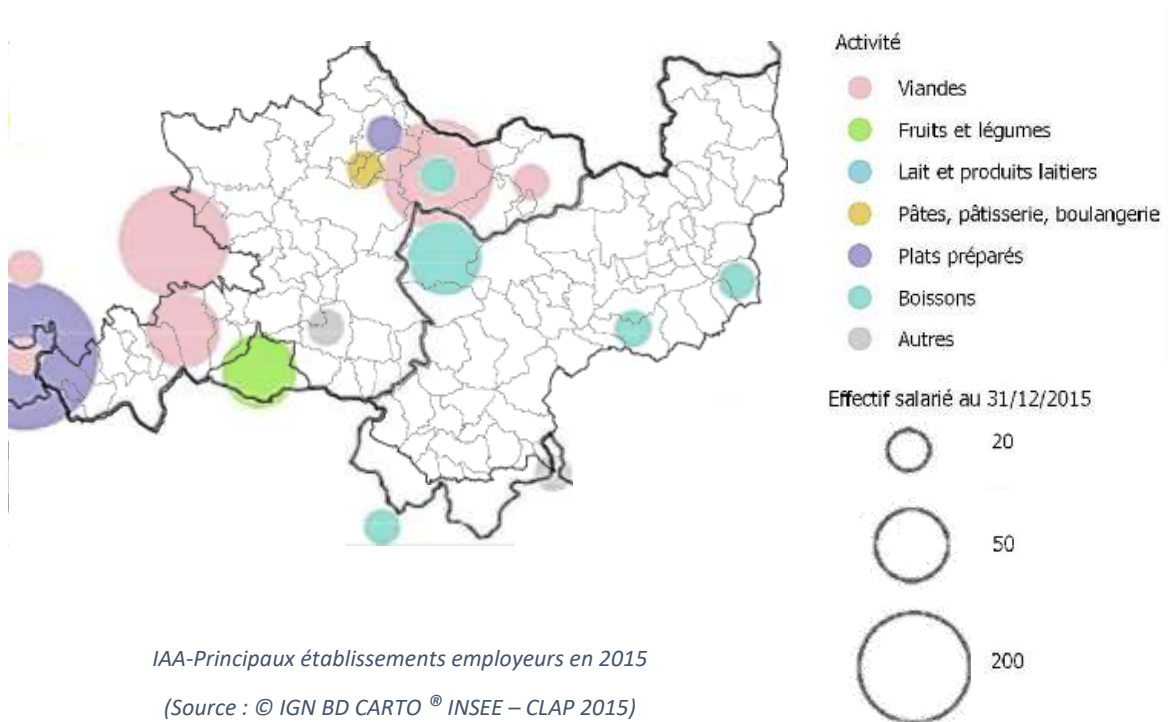 Activité
Viandes
Fruits et légumes
Lait et produits laitiers
Pâtes, pâtisserie, boulangerie
Plats préparés
Boissons
Autres
Effectif salarié au 31/12/2015
20
50
200
IAA-Principaux établissements employeurs en 2015
(Source : © IGN BD CARTO ® INSEE – CLAP 2015)